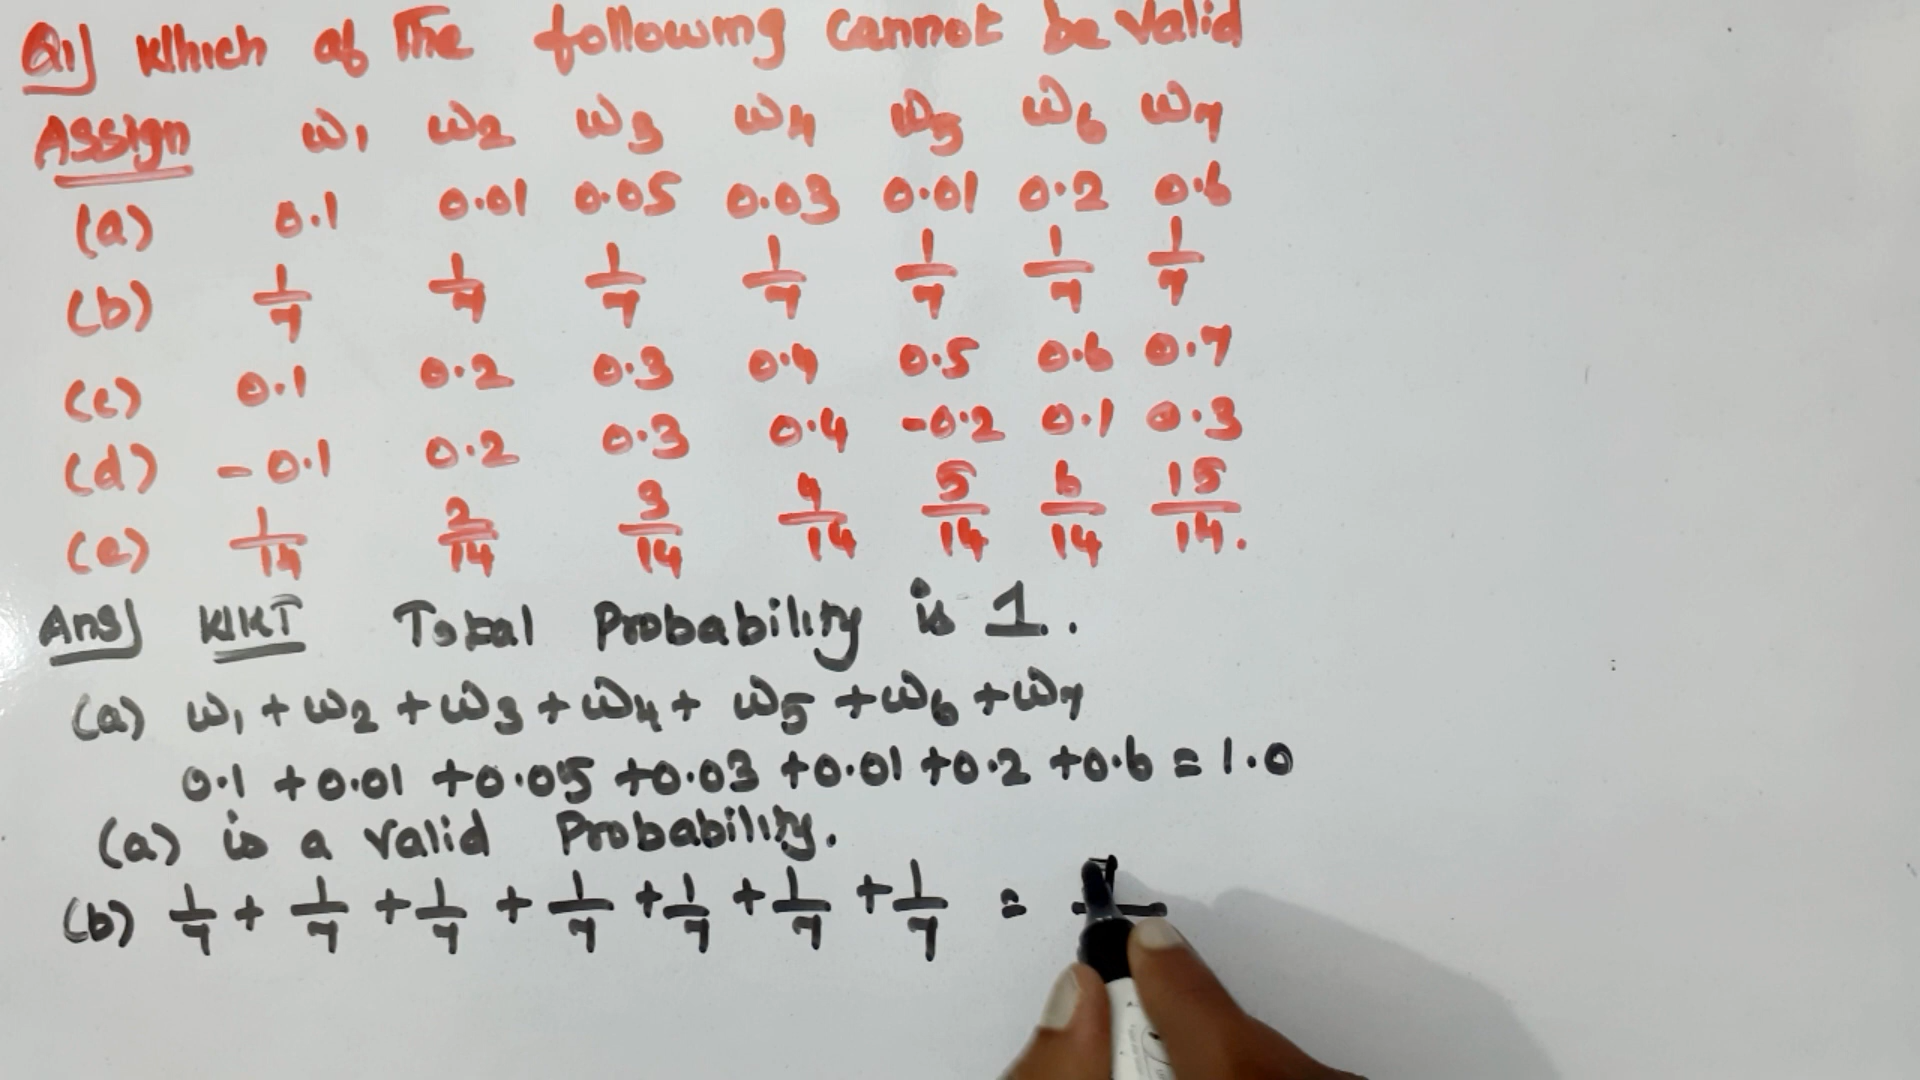 Q1) Which of The following cannot be valid
Assign ω1 ω2 ω3 ω4 ω5 ω6 ω7
(a) 0.1 0.01 0.05 0.03 0.01 0.2 0.6
(b) 1/7 1/7 1/7 1/7 1/7 1/7 1/7
(c) 0.1 0.2 0.3 0.4 0.5 0.6 0.7
(d) -0.1 0.2 0.3 0.4 -0.2 0.1 0.3
(e) 1/14 2/14 3/14 4/14 5/14 6/14 15/14.
Ans) WKT Total Probability is 1.
(a) ω1 + ω2 + ω3 + ω4 + ω5 + ω6 + ω7
0.1 + 0.01 + 0.05 + 0.03 + 0.01 + 0.2 + 0.6 = 1.0
(a) is a valid Probability.
(b) 1/7 + 1/7 + 1/7 + 1/7 + 1/7 + 1/7 + 1/7 = 7